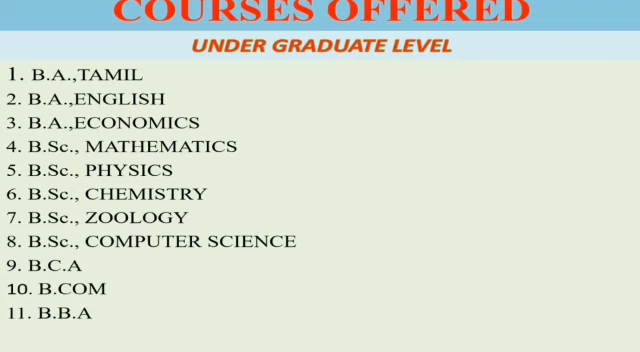 COURSES OFFERED
UNDER GRADUATE LEVEL
1. B.A.,TAMIL
2. B.A.,ENGLISH
3. B.A.,ECONOMICS
4. B.Sc., MATHEMATICS
5. B.Sc., PHYSICS
6. B.Sc., CHEMISTRY
7. B.Sc., ZOOLOGY
8. B.Sc., COMPUTER SCIENCE
9. B.C.A
10. B.COM
11. B.B.A